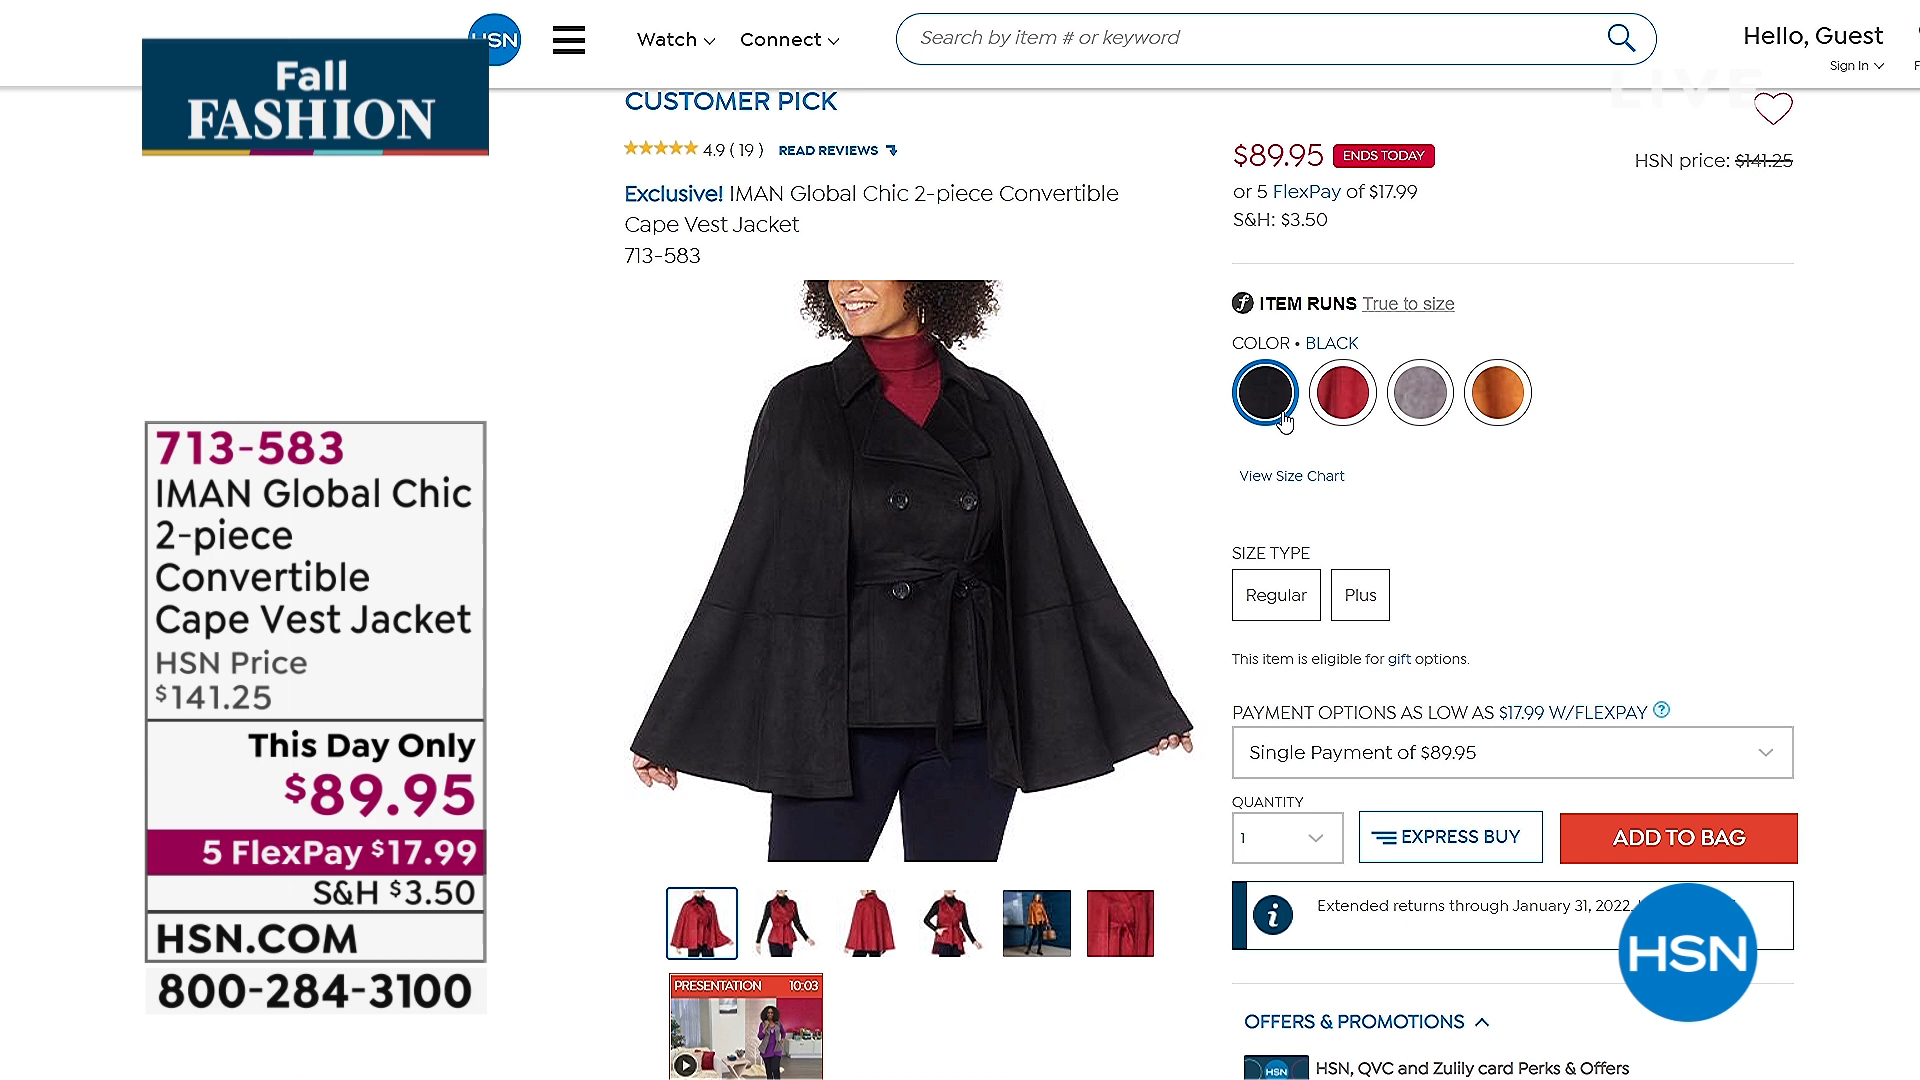 HSN
Watch
Connect
Search by item # or keyword
Hello, Guest
Sign In
F
LIVE
Fall
FASHION
CUSTOMER PICK
4.9 ( 19 ) READ REVIEWS
Exclusive! IMAN Global Chic 2-piece Convertible
Cape Vest Jacket
713-583
$89.95 ENDS TODAY
HSN price: $141.25
or 5 FlexPay of $17.99
S&H: $3.50
ITEM RUNS True to size
COLOR • BLACK
View Size Chart
SIZE TYPE
Regular
Plus
This item is eligible for gift options.
PAYMENT OPTIONS AS LOW AS $17.99 W/FLEXPAY ?
Single Payment of $89.95
QUANTITY
1
EXPRESS BUY
ADD TO BAG
Extended returns through January 31, 2022.
HSN
OFFERS & PROMOTIONS
HSN
HSN, QVC and Zulily card Perks & Offers
PRESENTATION 10:03
713-583
IMAN Global Chic
2-piece
Convertible
Cape Vest Jacket
HSN Price
$141.25
This Day Only
$89.95
5 FlexPay $17.99
S&H $3.50
HSN.COM
800-284-3100